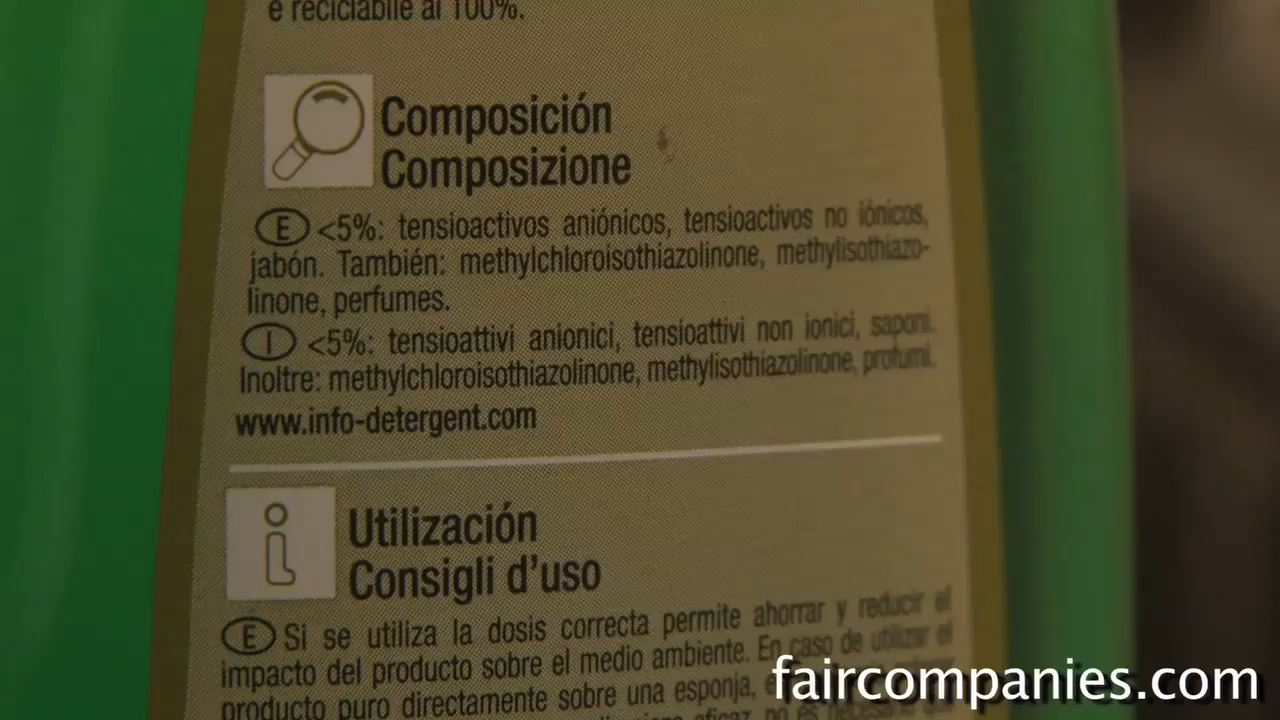 e reciclabile al 100%.
Composición
Composizione
E <5%: tensioactivos aniónicos, tensioactivos no iónicos,
jabón. También: methylchloroisothiazolinone, methylisothiazo-
linone, perfumes.
I <5%: tensioattivi anionici, tensioattivi non ionici, saponi.
Inoltre: methylchloroisothiazolinone, methylisothiazolinone, profumi.
www.info-detergent.com
Utilización
Consigli d'uso
E Si se utiliza la dosis correcta permite ahorrar y reducir el
impacto del producto sobre el medio ambiente. En caso de utilizar el
producto puro directamente sobre una esponja,
faircompanies.com